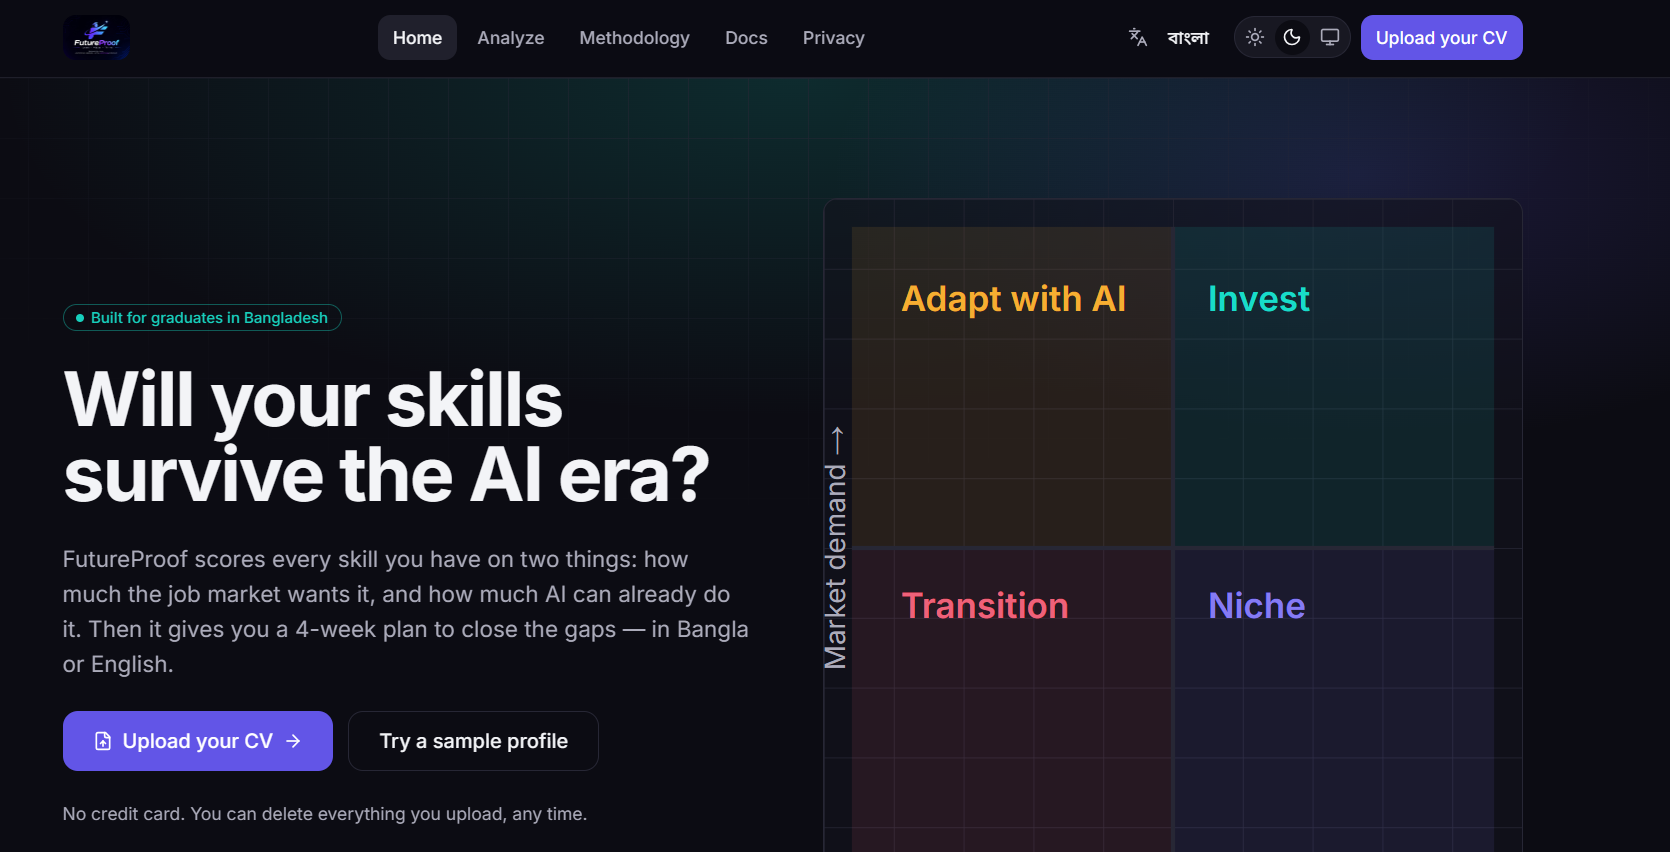 FutureProof
Home
Analyze
Methodology
Docs
Privacy
বাংলা
Upload your CV
Built for graduates in Bangladesh
Will your skills
survive the AI era?
FutureProof scores every skill you have on two things: how
much the job market wants it, and how much AI can already do
it. Then it gives you a 4-week plan to close the gaps — in Bangla
or English.
Upload your CV →
Try a sample profile
No credit card. You can delete everything you upload, any time.
Adapt with AI
Invest
Market demand →
Transition
Niche